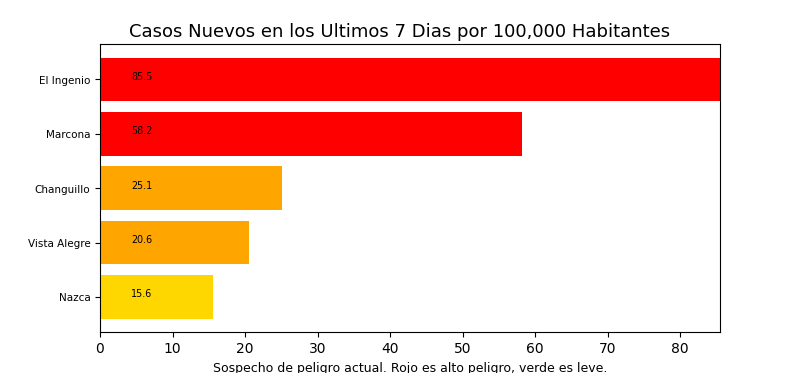 Casos Nuevos en los Ultimos 7 Dias por 100,000 Habitantes
El Ingenio 85.5
Marcona 58.2
Changuillo 25.1
Vista Alegre 20.6
Nazca 15.6
0 10 20 30 40 50 60 70 80
Sospecho de peligro actual. Rojo es alto peligro, verde es leve.